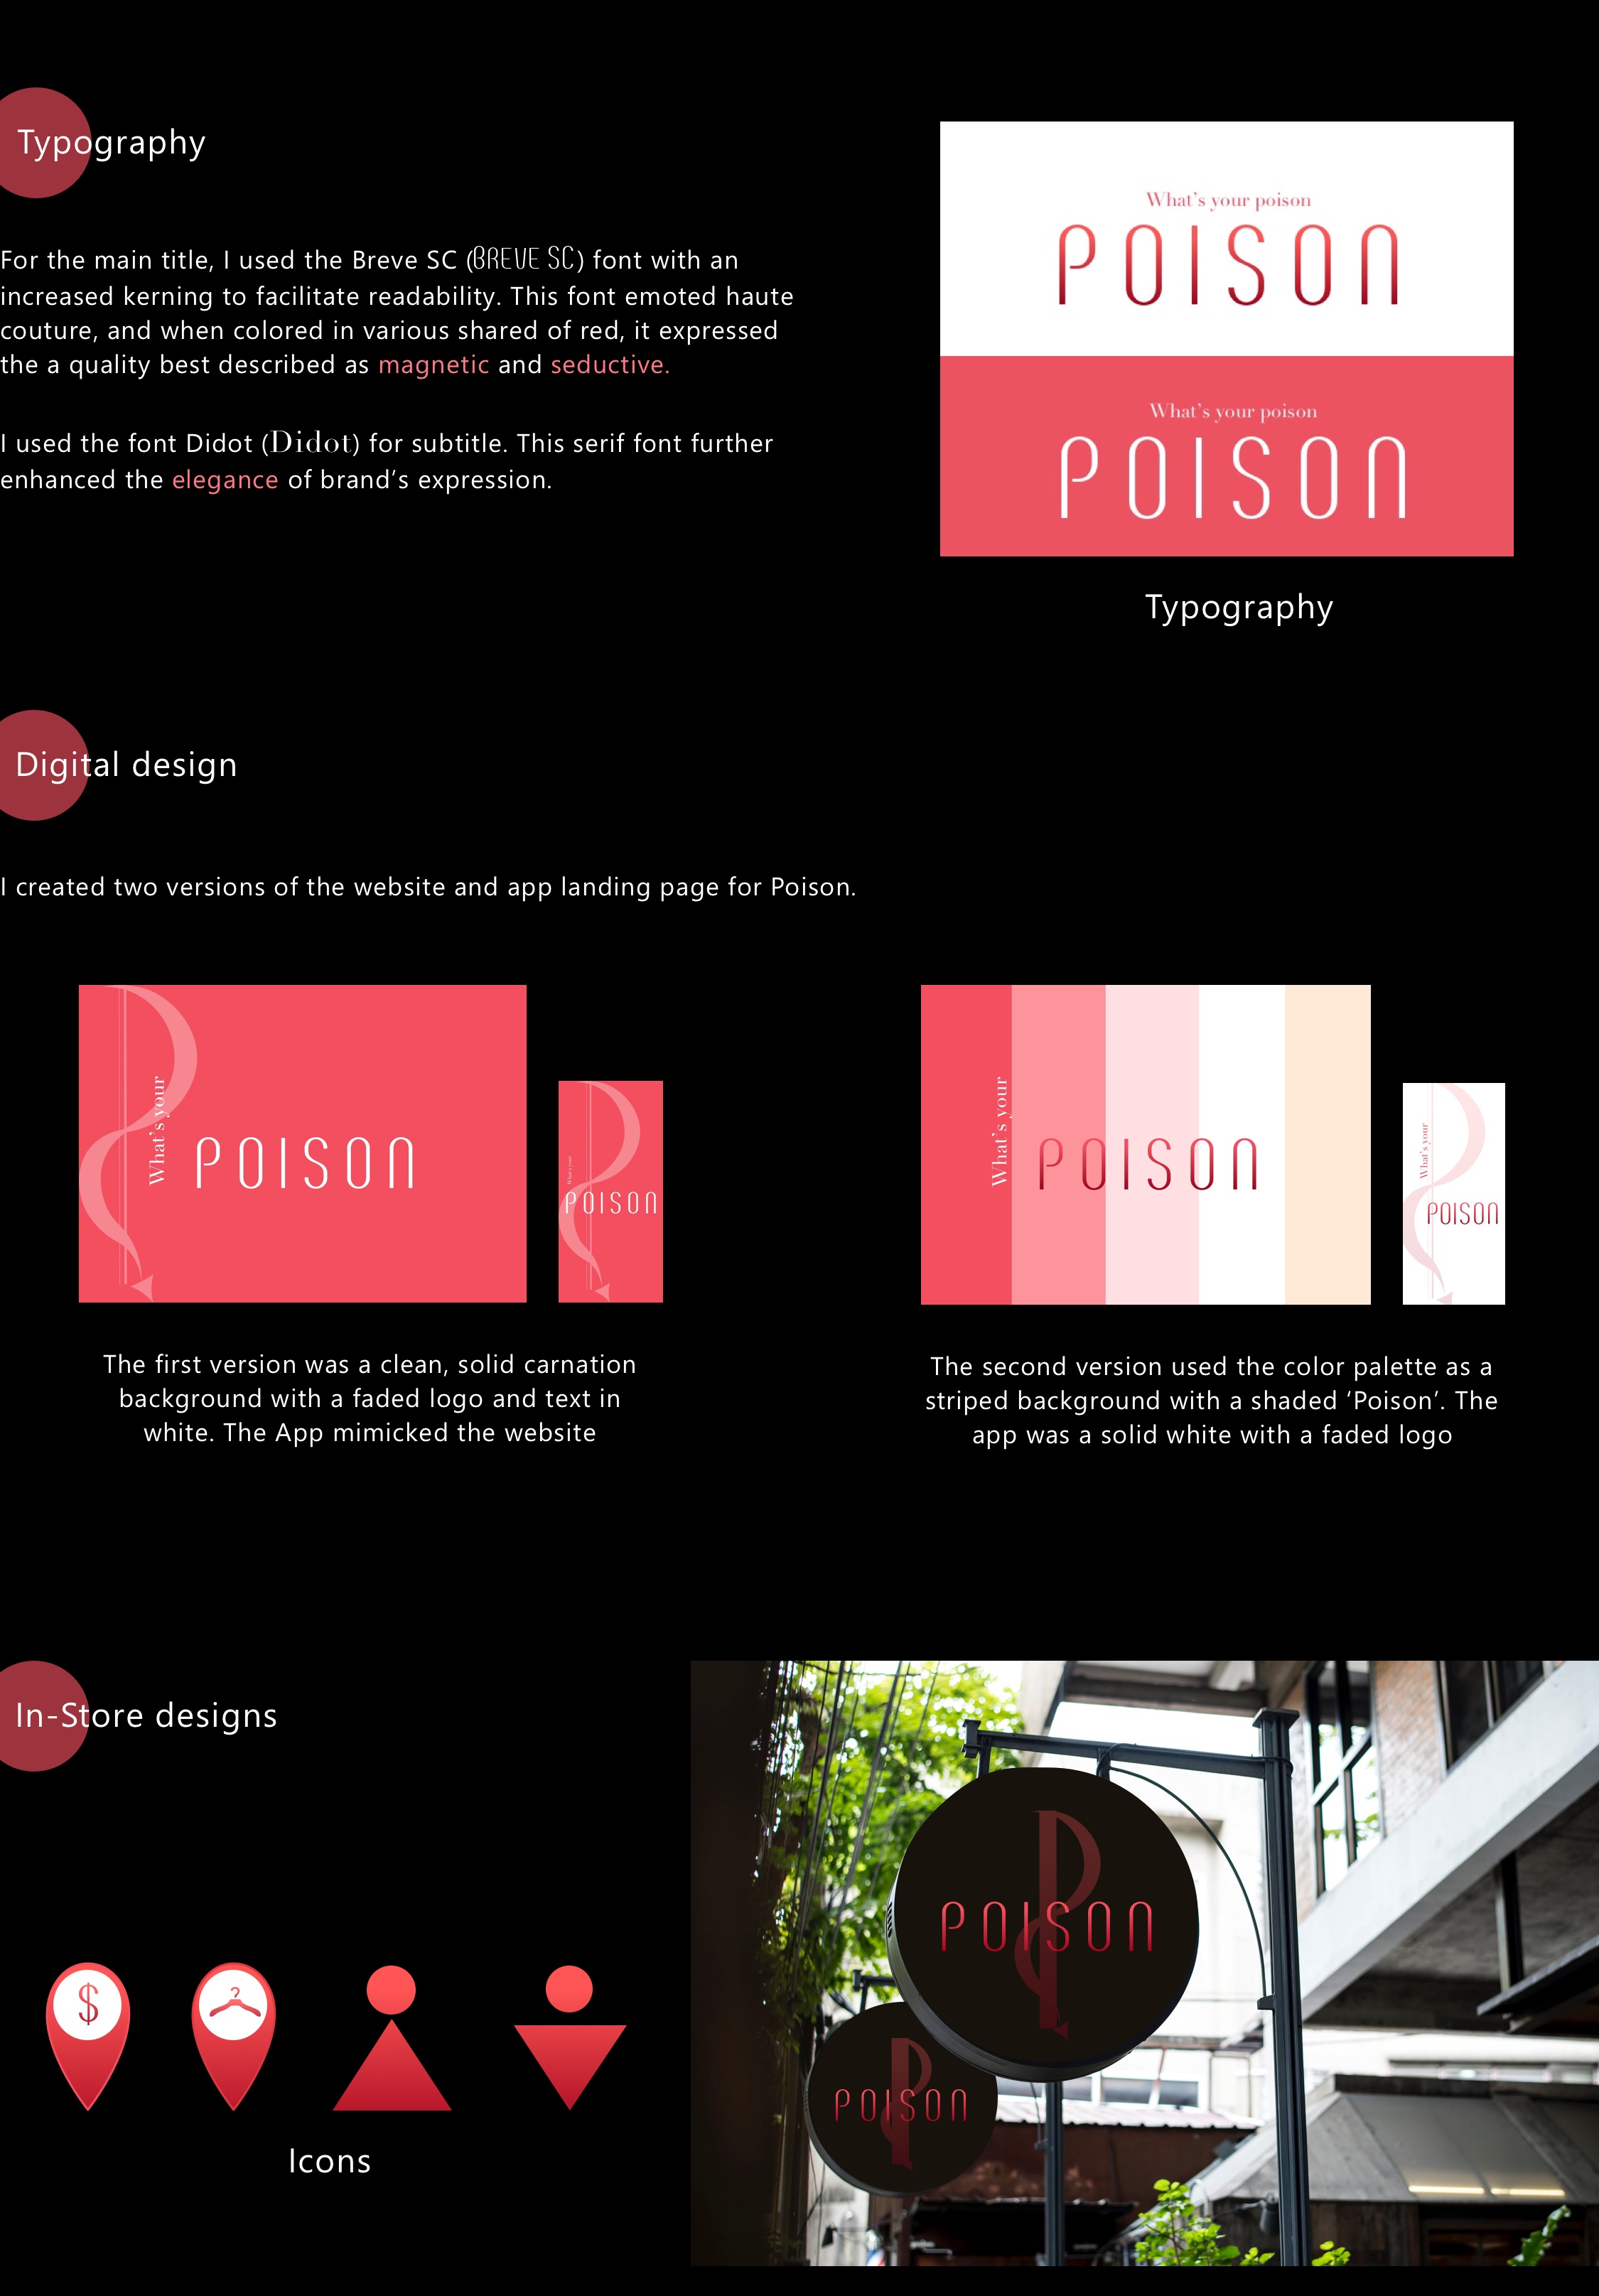 Typography
For the main title, I used the Breve SC (BREVE SC) font with an
increased kerning to facilitate readability. This font emoted haute
couture, and when colored in various shared of red, it expressed
the a quality best described as magnetic and seductive.
I used the font Didot (Didot) for subtitle. This serif font further
enhanced the elegance of brand’s expression.
What’s your poison
POISON
What’s your poison
POISON
Typography
Digital design
I created two versions of the website and app landing page for Poison.
What’s your
POISON
What’s your
POISON
What’s your
POISON
What’s your
POISON
The first version was a clean, solid carnation
background with a faded logo and text in
white. The App mimicked the website
The second version used the color palette as a
striped background with a shaded ‘Poison’. The
app was a solid white with a faded logo
In-Store designs
POISON
POISON
$
Icons